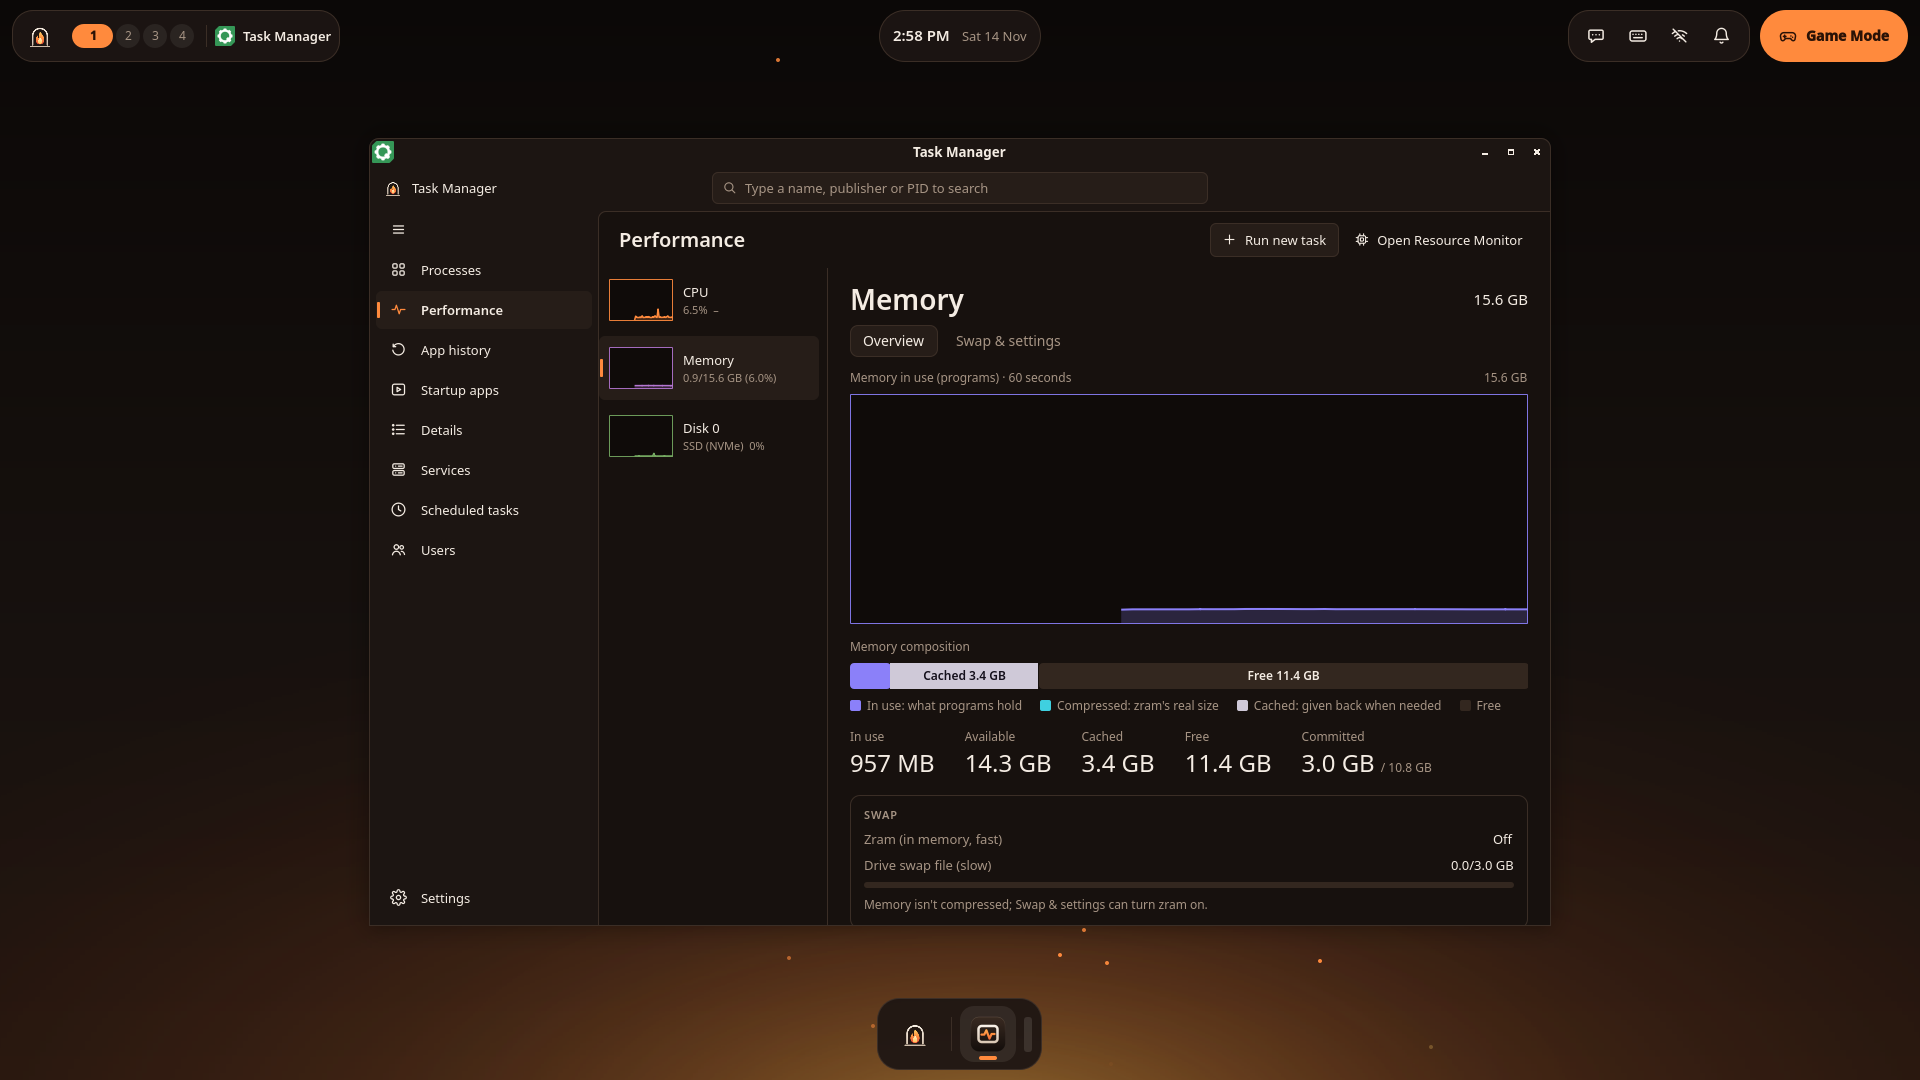 1 2 3 4 Task Manager
2:58 PM Sat 14 Nov
Game Mode
Task Manager
Task Manager
Type a name, publisher or PID to search
Processes
Performance
App history
Startup apps
Details
Services
Scheduled tasks
Users
Settings
Performance
Run new task
Open Resource Monitor
CPU
6.5% –
Memory
0.9/15.6 GB (6.0%)
Disk 0
SSD (NVMe) 0%
Memory
15.6 GB
Overview
Swap & settings
Memory in use (programs) · 60 seconds
15.6 GB
Memory composition
Cached 3.4 GB
Free 11.4 GB
In use: what programs hold
Compressed: zram's real size
Cached: given back when needed
Free
In use
957 MB
Available
14.3 GB
Cached
3.4 GB
Free
11.4 GB
Committed
3.0 GB / 10.8 GB
SWAP
Zram (in memory, fast)
Off
Drive swap file (slow)
0.0/3.0 GB
Memory isn't compressed; Swap & settings can turn zram on.